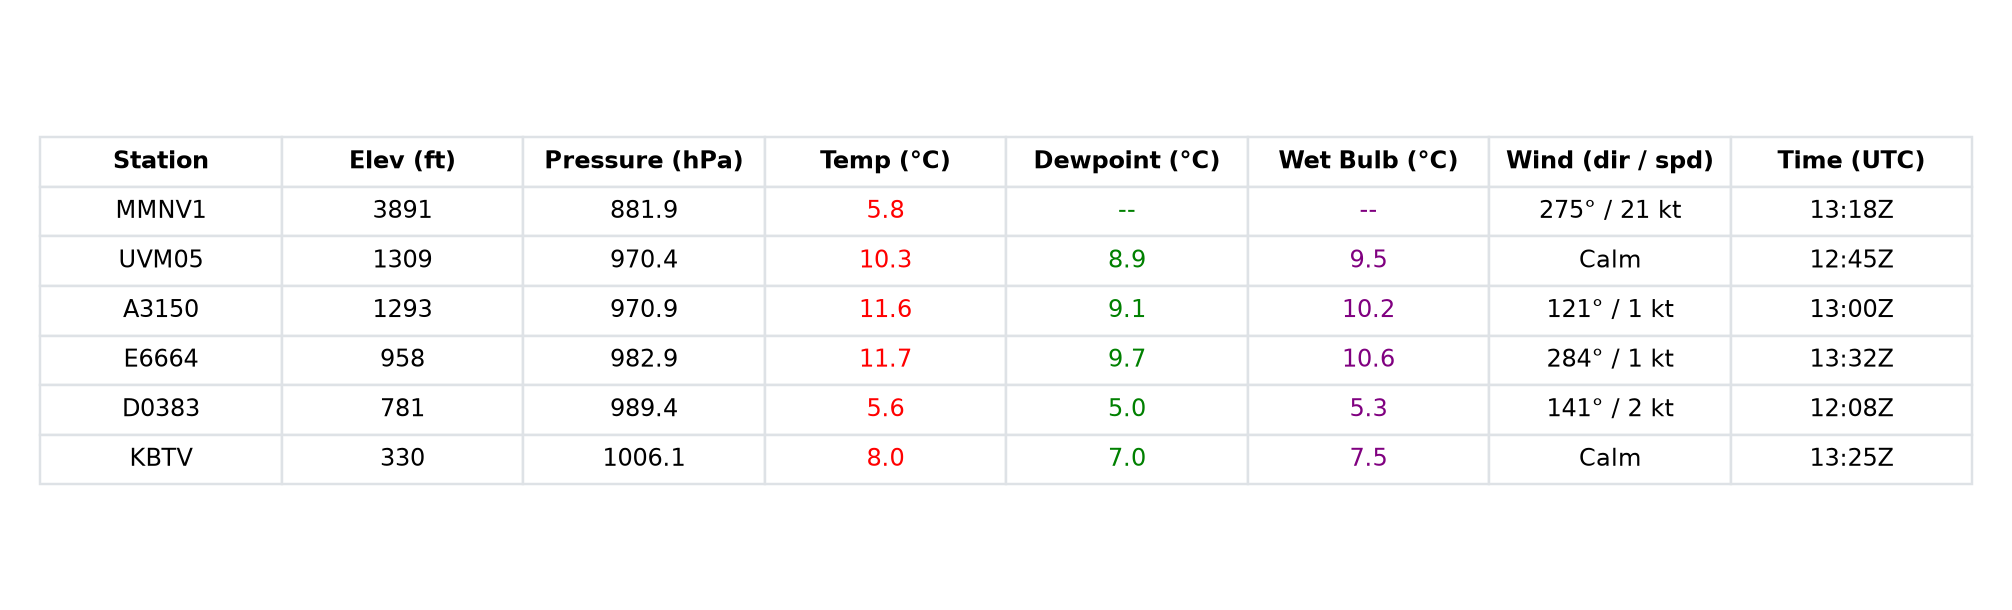 Station Elev (ft) Pressure (hPa) Temp (°C) Dewpoint (°C) Wet Bulb (°C) Wind (dir / spd) Time (UTC)
MMNV1 3891 881.9 5.8 -- -- 275° / 21 kt 13:18Z
UVM05 1309 970.4 10.3 8.9 9.5 Calm 12:45Z
A3150 1293 970.9 11.6 9.1 10.2 121° / 1 kt 13:00Z
E6664 958 982.9 11.7 9.7 10.6 284° / 1 kt 13:32Z
D0383 781 989.4 5.6 5.0 5.3 141° / 2 kt 12:08Z
KBTV 330 1006.1 8.0 7.0 7.5 Calm 13:25Z